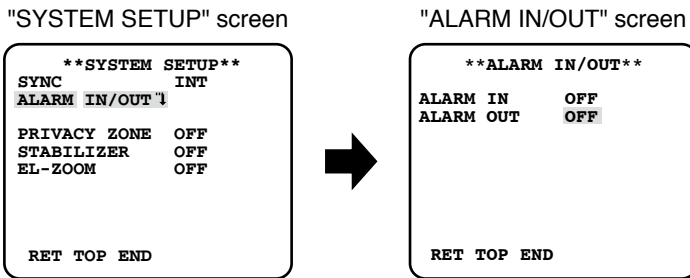 "SYSTEM SETUP" screen
**SYSTEM SETUP**
SYNC INT
ALARM IN/OUT
PRIVACY ZONE OFF
STABILIZER OFF
EL-ZOOM OFF
RET TOP END
"ALARM IN/OUT" screen
**ALARM IN/OUT**
ALARM IN OFF
ALARM OUT OFF
RET TOP END